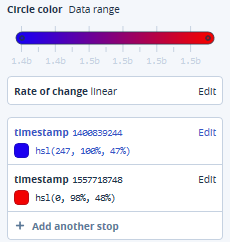 Circle color Data range
1.4b 1.4b 1.5b 1.5b 1.5b 1.5b
Rate of change linear Edit
timestamp 1400839244 Edit
hsl(247, 100%, 47%)
timestamp 1557718748 Edit
hsl(0, 98%, 48%)
+ Add another stop